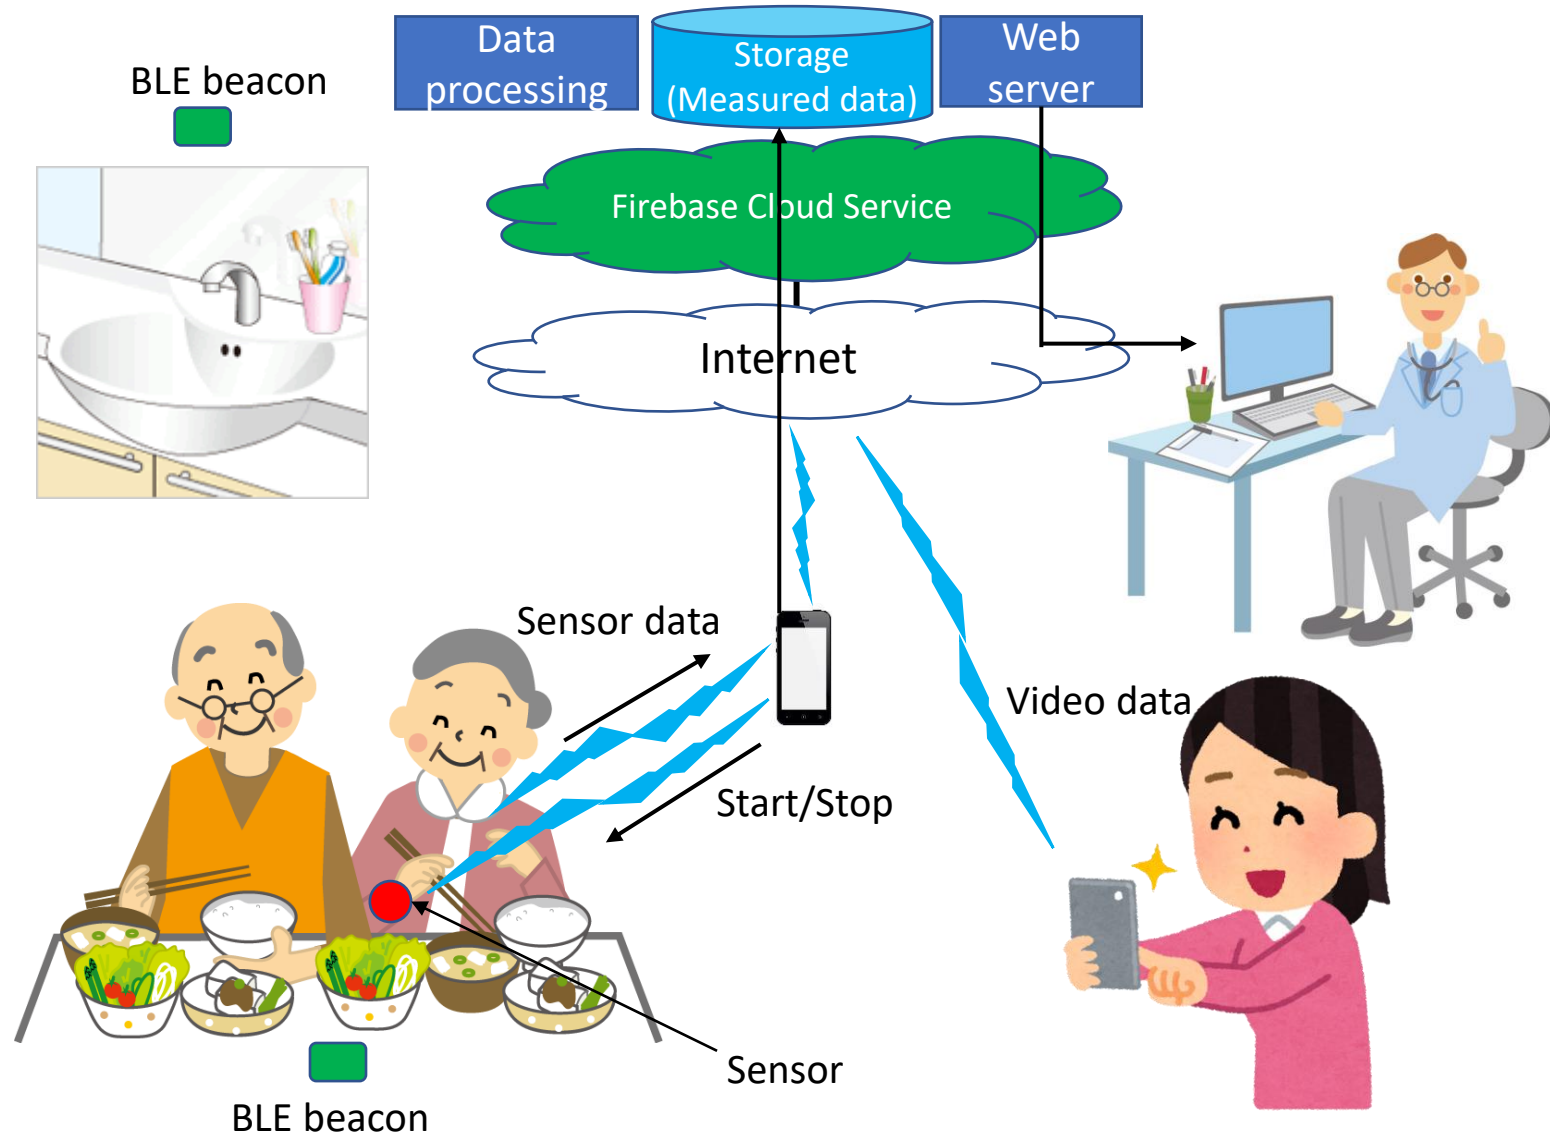 Data
processing
Storage
(Measured data)
Web
server
BLE beacon
Firebase Cloud Service
Internet
Sensor data
Video data
Start/Stop
Sensor
BLE beacon